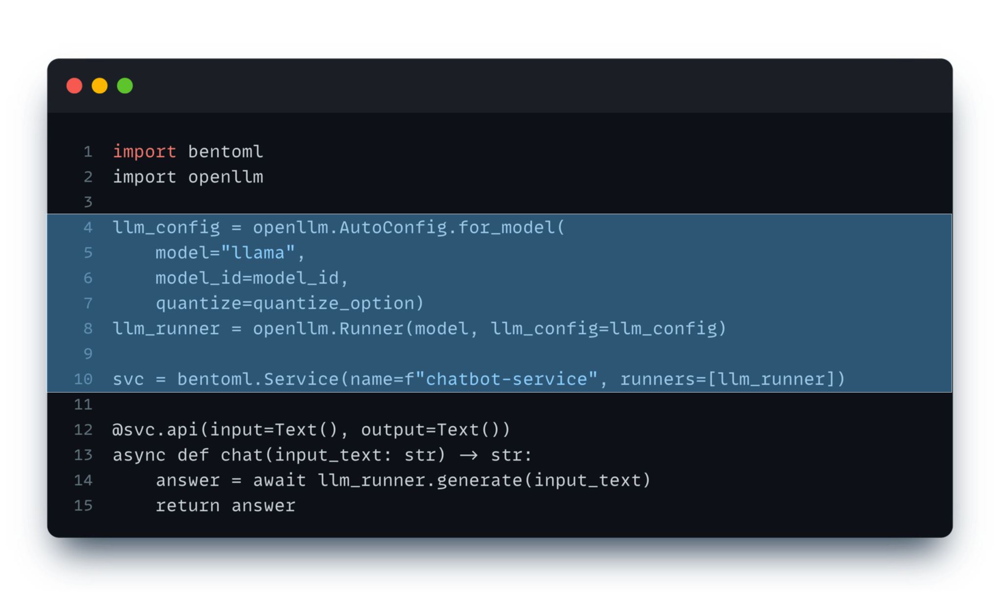 1 import bentoml
2 import openllm
3
4 llm_config = openllm.AutoConfig.for_model(
5     model="llama",
6     model_id=model_id,
7     quantize=quantize_option)
8 llm_runner = openllm.Runner(model, llm_config=llm_config)
9
10 svc = bentoml.Service(name=f"chatbot-service", runners=[llm_runner])
11
12 @svc.api(input=Text(), output=Text())
13 async def chat(input_text: str) → str:
14     answer = await llm_runner.generate(input_text)
15     return answer